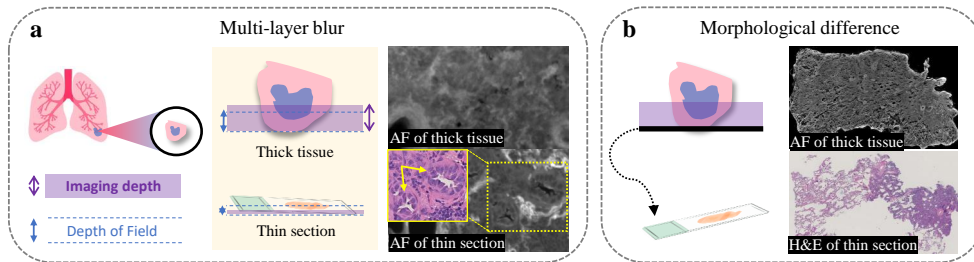 a
Multi-layer blur
Imaging depth
Depth of Field
Thick tissue
Thin section
AF of thick tissue
AF of thin section
b
Morphological difference
AF of thick tissue
H&E of thin section